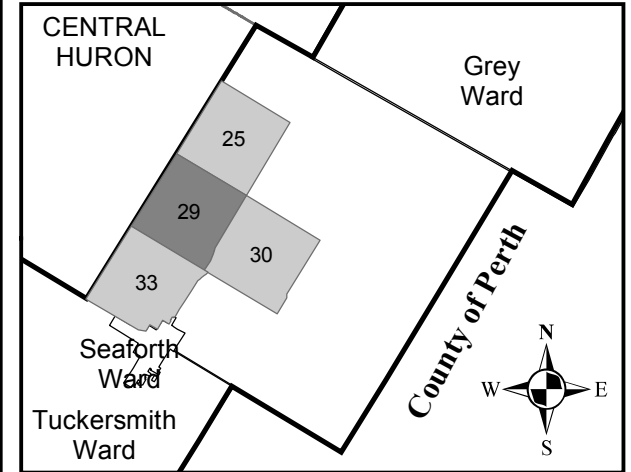 CENTRAL
HURON
Grey
Ward
25
29
30
33
County of Perth
Seaforth
Ward
Tuckersmith
Ward
N
W E
S